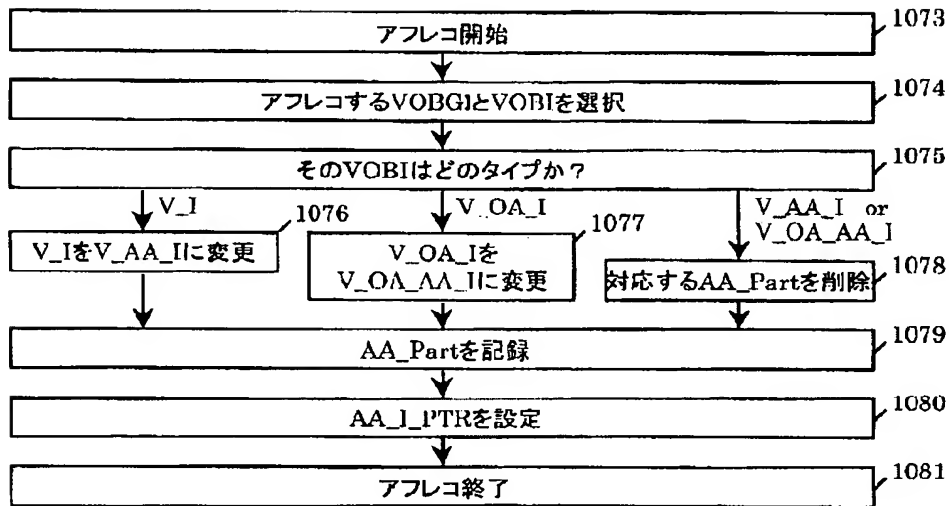 アフレコ開始
1073
アフレコするVOBGIとVOBIを選択
1074
そのVOBIはどのタイプか?
1075
V_I
V_OA_I
V_AA_I or
V_OA_AA_I
V_IをV_AA_Iに変更
1076
V_OA_Iを
V_OA_AA_Iに変更
1077
対応するAA_Partを削除
1078
AA_Partを記録
1079
AA_I_PTRを設定
1080
アフレコ終了
1081